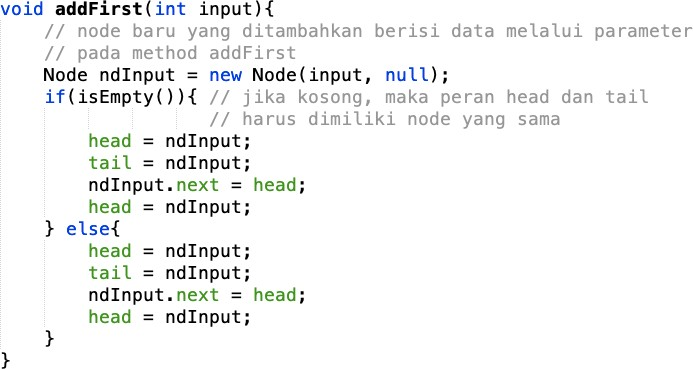 void addFirst(int input){
    // node baru yang ditambahkan berisi data melalui parameter
    // pada method addFirst
    Node ndInput = new Node(input, null);
    if(isEmpty()){ // jika kosong, maka peran head dan tail
                   // harus dimiliki node yang sama
        head = ndInput;
        tail = ndInput;
        ndInput.next = head;
        head = ndInput;
    } else{
        head = ndInput;
        tail = ndInput;
        ndInput.next = head;
        head = ndInput;
    }
}